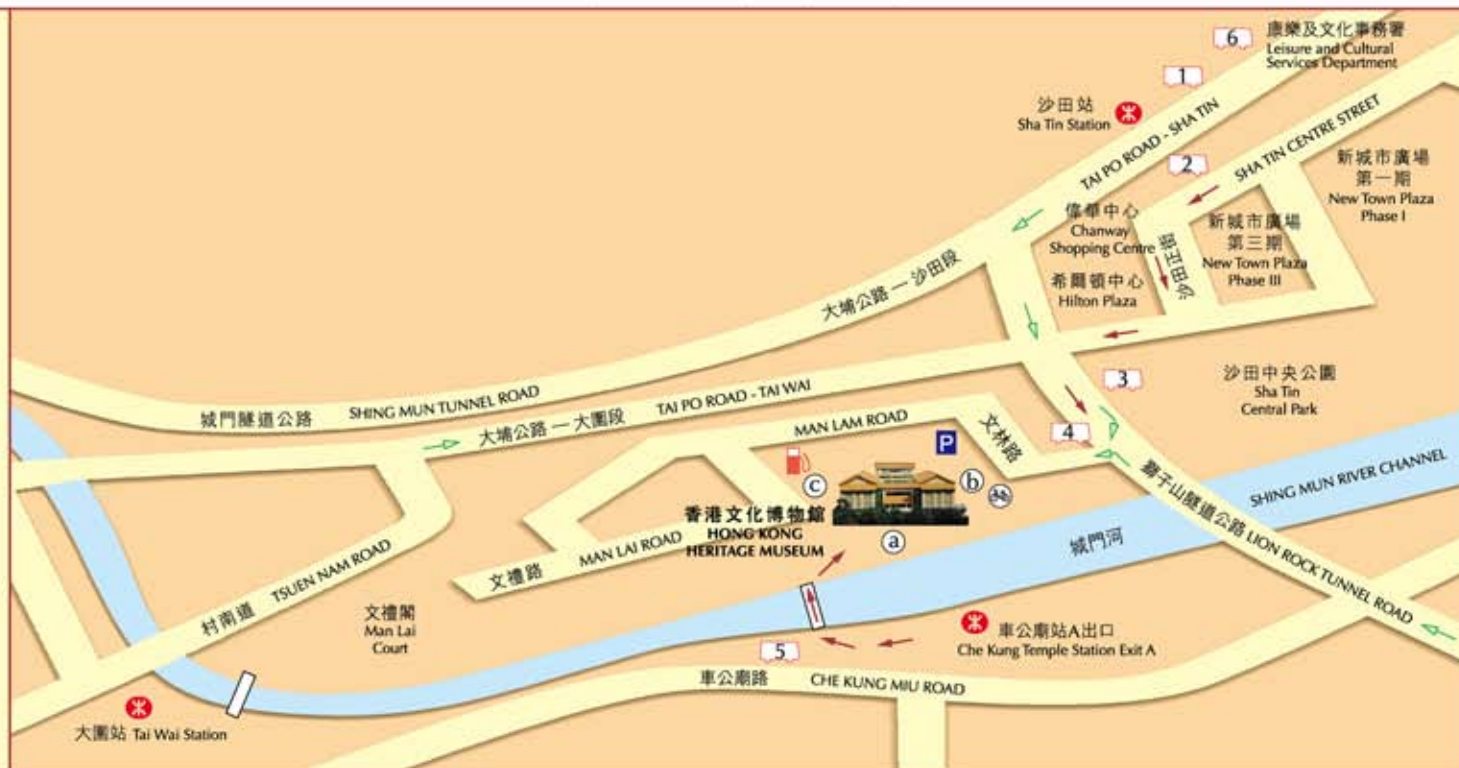 6
康樂及文化事務署
Leisure and Cultural
Services Department
1
沙田站
Sha Tin Station
TAI PO ROAD - SHA TIN
2
SHA TIN CENTRE STREET
新城市廣場
第一期
New Town Plaza
Phase I
偉華中心
Chanway
Shopping Centre
沙田正街
新城市廣場
第三期
New Town Plaza
Phase III
希爾頓中心
Hilton Plaza
大埔公路 — 沙田段
3
沙田中央公園
Sha Tin
Central Park
城門隧道公路 SHING MUN TUNNEL ROAD
大埔公路 — 大圍段 TAI PO ROAD - TAI WAI
MAN LAM ROAD
文林路
4
P
c
b
a
香港文化博物館
HONG KONG
HERITAGE MUSEUM
獅子山隧道公路 LION ROCK TUNNEL ROAD
城門河
SHING MUN RIVER CHANNEL
文禮路 MAN LAI ROAD
村南道 TSUEN NAM ROAD
文禮閣
Man Lai
Court
車公廟站A出口
Che Kung Temple Station Exit A
5
車公廟路 CHE KUNG MIU ROAD
大圍站 Tai Wai Station